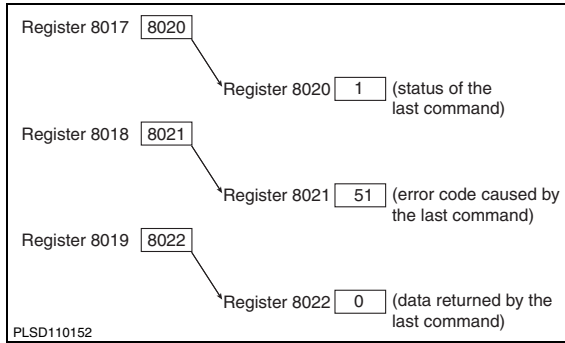 Register 8017 8020
Register 8020 1 (status of the
last command)
Register 8018 8021
Register 8021 51 (error code caused by
the last command)
Register 8019 8022
Register 8022 0 (data returned by the
last command)
PLSD110152